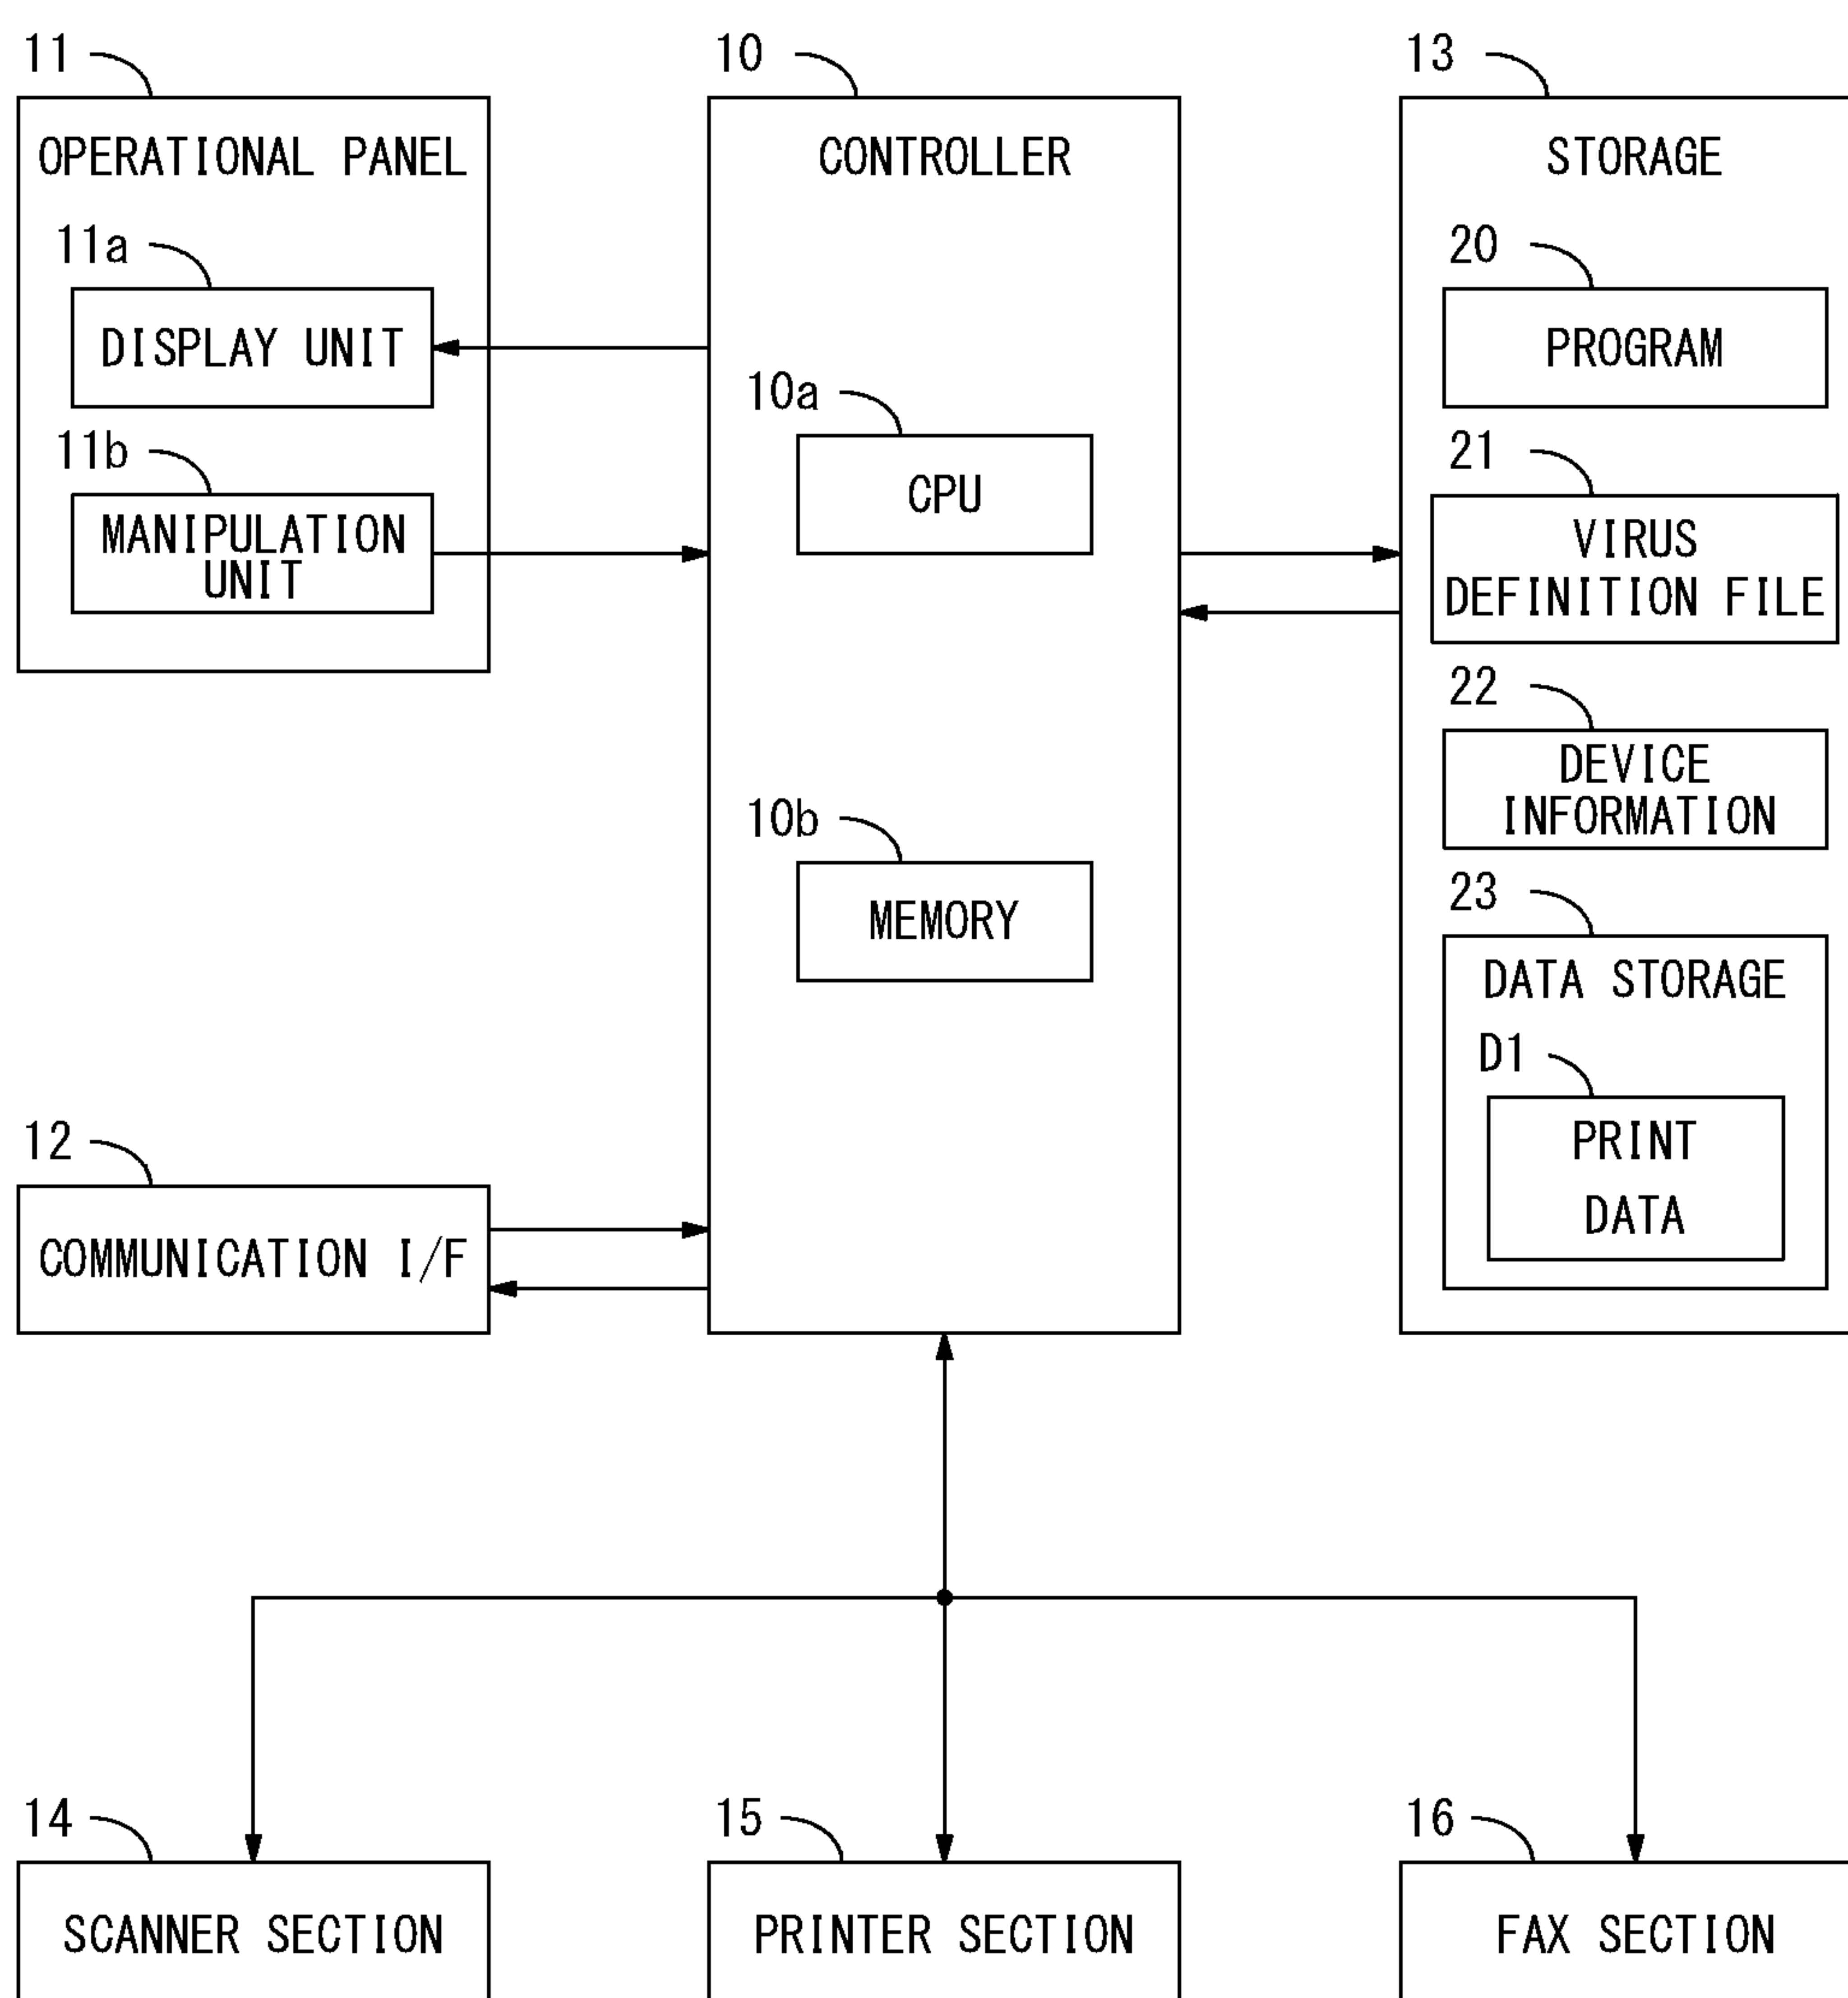 11
OPERATIONAL PANEL
11a
DISPLAY UNIT
11b
MANIPULATION
UNIT
10
CONTROLLER
10a
CPU
10b
MEMORY
13
STORAGE
20
PROGRAM
21
VIRUS
DEFINITION FILE
22
DEVICE
INFORMATION
23
DATA STORAGE
D1
PRINT
DATA
12
COMMUNICATION I/F
14
SCANNER SECTION
15
PRINTER SECTION
16
FAX SECTION